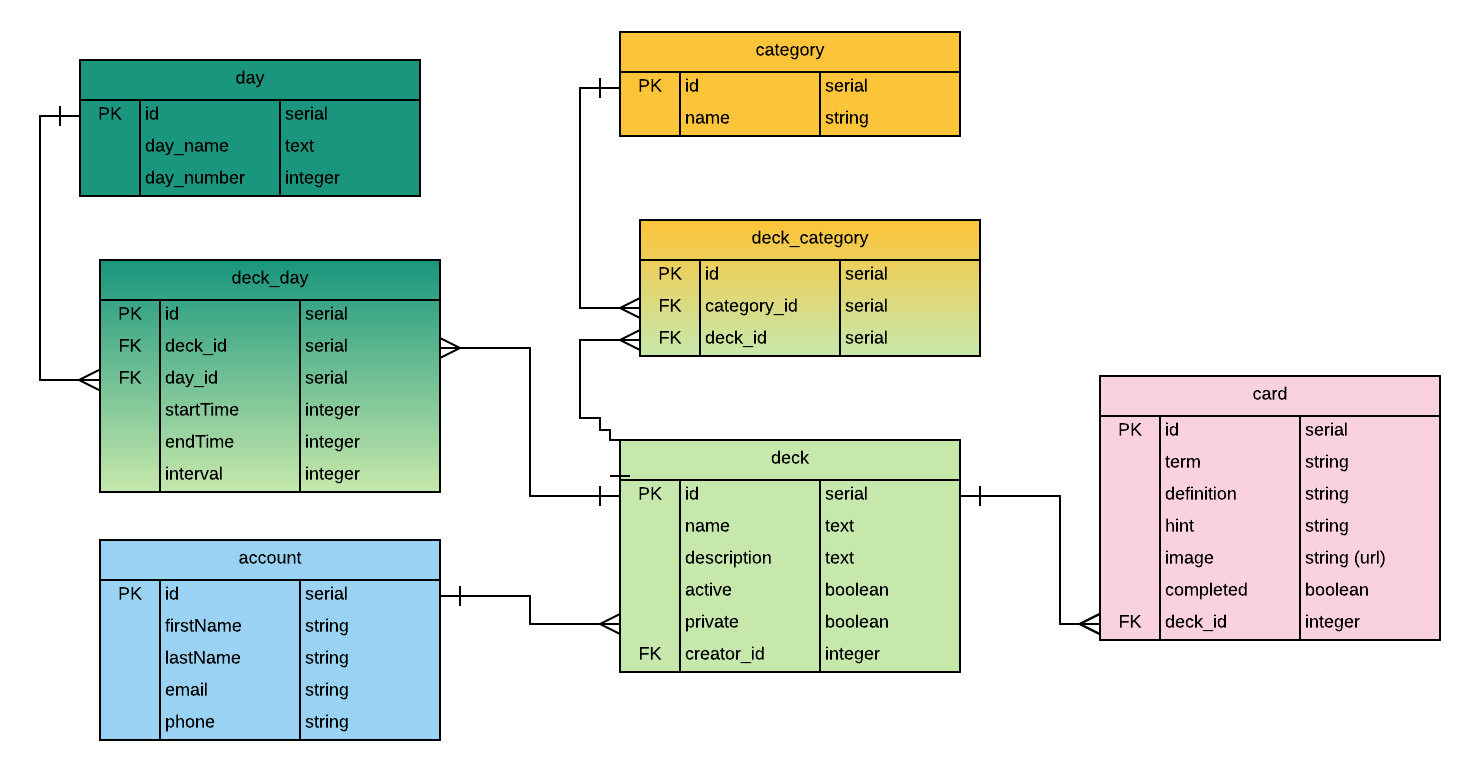 day
PK id serial
day_name text
day_number integer
category
PK id serial
name string
deck_day
PK id serial
FK deck_id serial
FK day_id serial
startTime integer
endTime integer
interval integer
deck_category
PK id serial
FK category_id serial
FK deck_id serial
account
PK id serial
firstName string
lastName string
email string
phone string
deck
PK id serial
name text
description text
active boolean
private boolean
FK creator_id integer
card
PK id serial
term string
definition string
hint string
image string (url)
completed boolean
FK deck_id integer